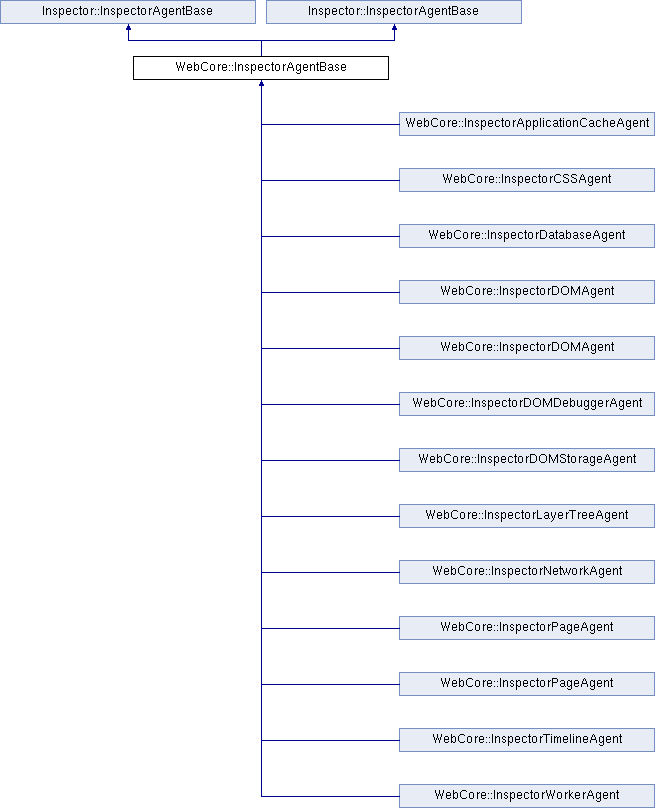 Inspector::InspectorAgentBase
Inspector::InspectorAgentBase
WebCore::InspectorAgentBase
WebCore::InspectorApplicationCacheAgent
WebCore::InspectorCSSAgent
WebCore::InspectorDatabaseAgent
WebCore::InspectorDOMAgent
WebCore::InspectorDOMAgent
WebCore::InspectorDOMDebuggerAgent
WebCore::InspectorDOMStorageAgent
WebCore::InspectorLayerTreeAgent
WebCore::InspectorNetworkAgent
WebCore::InspectorPageAgent
WebCore::InspectorPageAgent
WebCore::InspectorTimelineAgent
WebCore::InspectorWorkerAgent